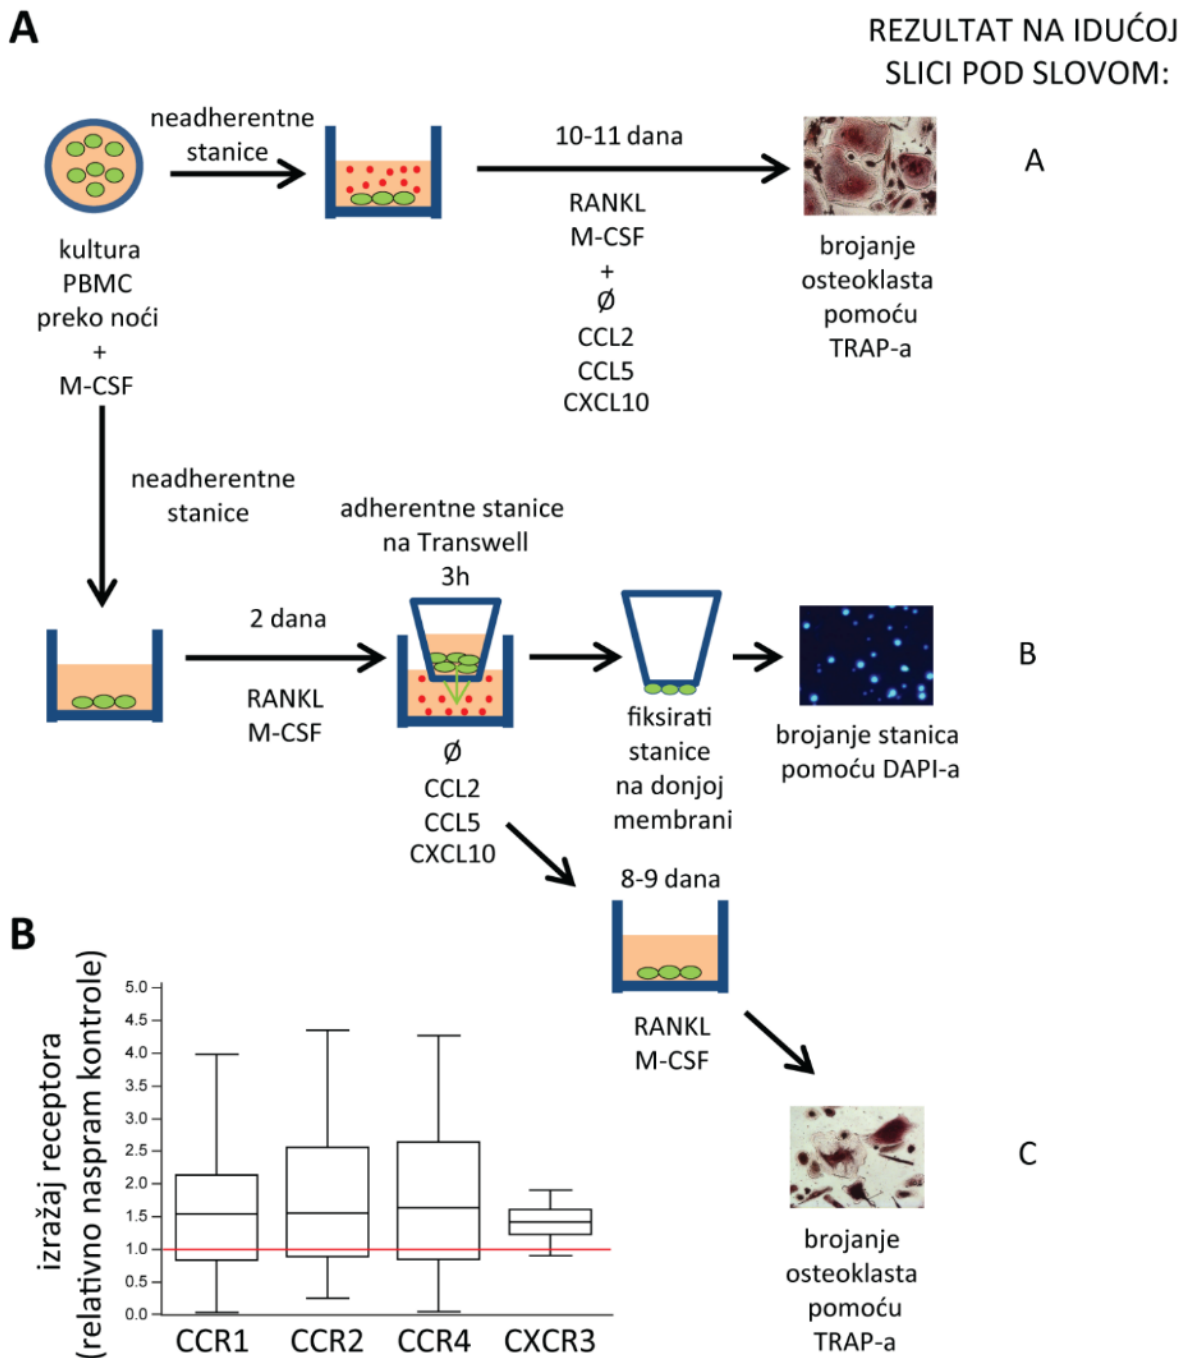 A
REZULTAT NA IDUĆOJ
SLICI POD SLOVOM:
neadherentne
stanice
10-11 dana
RANKL
M-CSF
+
Ø
CCL2
CCL5
CXCL10
A
kultura
PBMC
preko noći
+
M-CSF
brojanje
osteoklasta
pomoću
TRAP-a
neadherentne
stanice
adherentne stanice
na Transwell
3h
2 dana
RANKL
M-CSF
Ø
CCL2
CCL5
CXCL10
fiksirati
stanice
na donjoj
membrani
B
brojanje stanica
pomoću DAPI-a
8-9 dana
RANKL
M-CSF
C
brojanje
osteoklasta
pomoću
TRAP-a
B
izražaj receptora
(relativno naspram kontrole)
5.0
4.5
4.0
3.5
3.0
2.5
2.0
1.5
1.0
0.5
0.0
CCR1 CCR2 CCR4 CXCR3